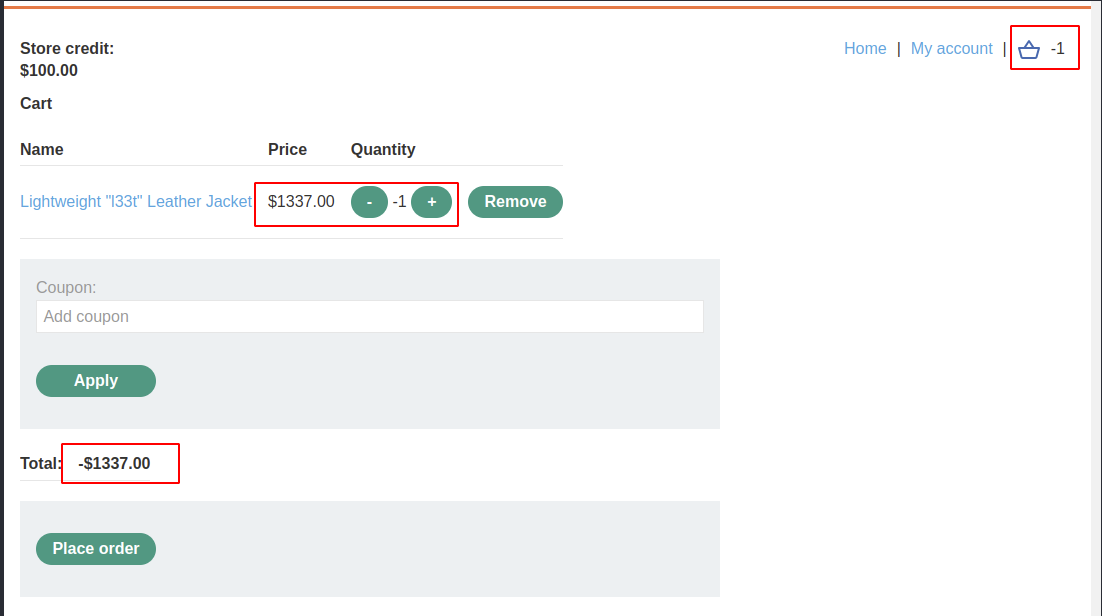 Store credit:
$100.00
Home | My account | -1
Cart
Name Price Quantity
Lightweight "l33t" Leather Jacket $1337.00 - -1 + Remove
Coupon:
Add coupon
Apply
Total: -$1337.00
Place order